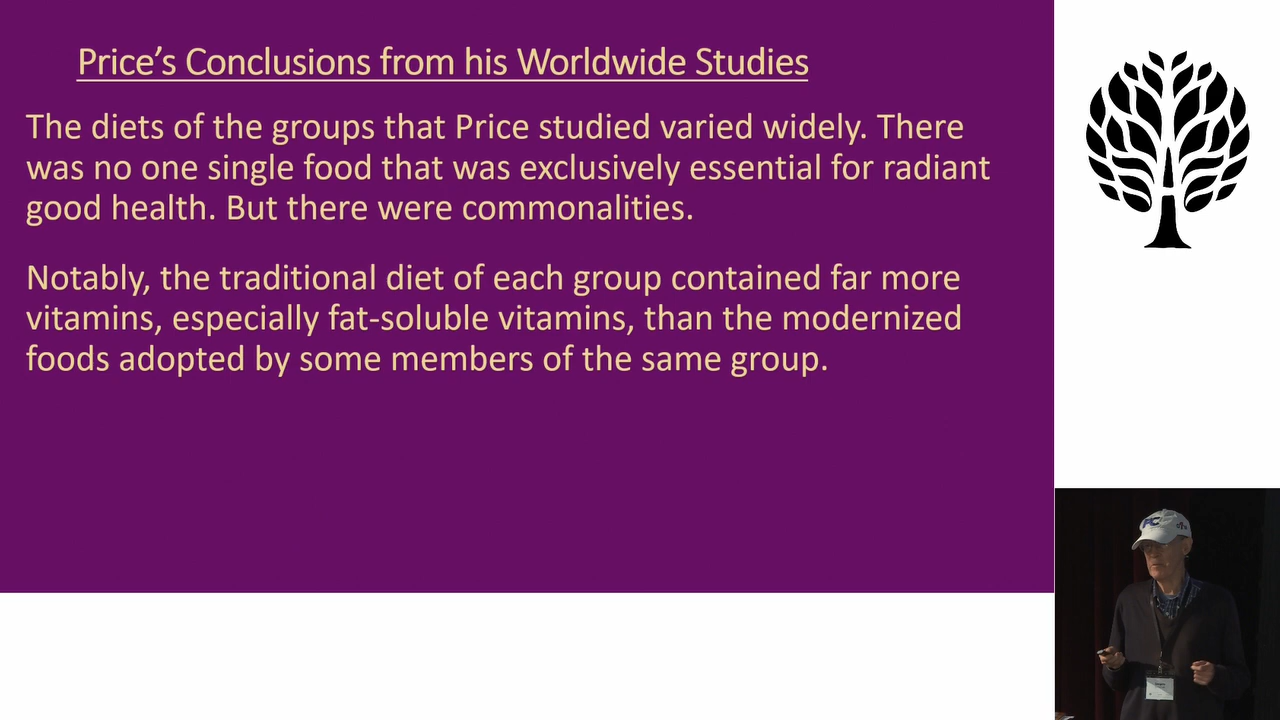 Price’s Conclusions from his Worldwide Studies
The diets of the groups that Price studied varied widely. There
was no one single food that was exclusively essential for radiant
good health. But there were commonalities.
Notably, the traditional diet of each group contained far more
vitamins, especially fat-soluble vitamins, than the modernized
foods adopted by some members of the same group.